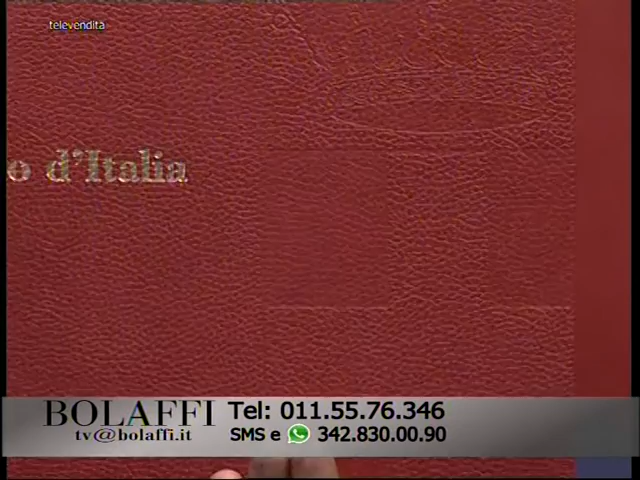 televendita
o d'Italia
BOLAFFI
tv@bolaffi.it
Tel: 011.55.76.346
SMS e 342.830.00.90